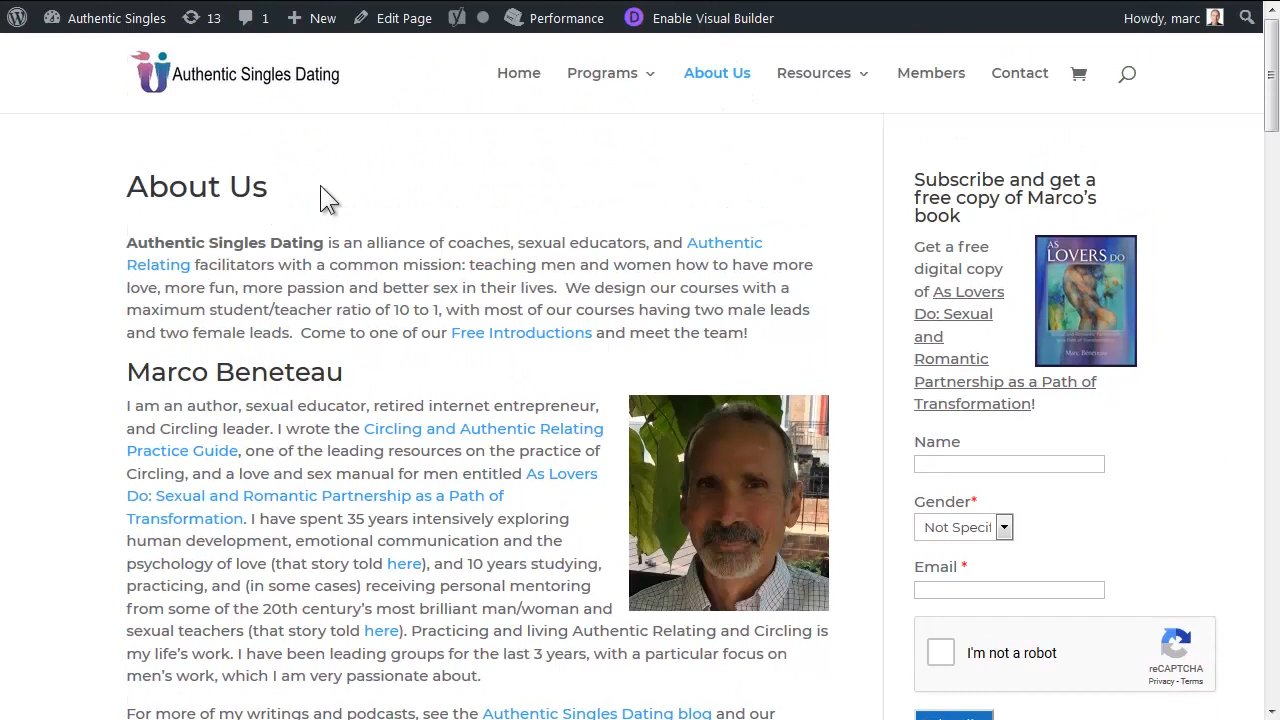 Authentic Singles 13 1 New Edit Page Performance D Enable Visual Builder Howdy, marc
Authentic Singles Dating
Home Programs About Us Resources Members Contact
About Us
Authentic Singles Dating is an alliance of coaches, sexual educators, and Authentic
Relating facilitators with a common mission: teaching men and women how to have more
love, more fun, more passion and better sex in their lives.  We design our courses with a
maximum student/teacher ratio of 10 to 1, with most of our courses having two male leads
and two female leads.  Come to one of our Free Introductions and meet the team!
Marco Beneteau
I am an author, sexual educator, retired internet entrepreneur,
and Circling leader. I wrote the Circling and Authentic Relating
Practice Guide, one of the leading resources on the practice of
Circling, and a love and sex manual for men entitled As Lovers
Do: Sexual and Romantic Partnership as a Path of
Transformation. I have spent 35 years intensively exploring
human development, emotional communication and the
psychology of love (that story told here), and 10 years studying,
practicing, and (in some cases) receiving personal mentoring
from some of the 20th century's most brilliant man/woman and
sexual teachers (that story told here). Practicing and living Authentic Relating and Circling is
my life's work. I have been leading groups for the last 3 years, with a particular focus on
men's work, which I am very passionate about.
For more of my writings and podcasts, see the Authentic Singles Dating blog and our
Subscribe and get a
free copy of Marco's
book
Get a free
digital copy
of As Lovers
Do: Sexual
and
Romantic
Partnership as a Path of
Transformation!
AS
LOVERS
DO
Marc Beneteau
Name
Gender*
Not Specif
Email *
I'm not a robot
reCAPTCHA
Privacy - Terms